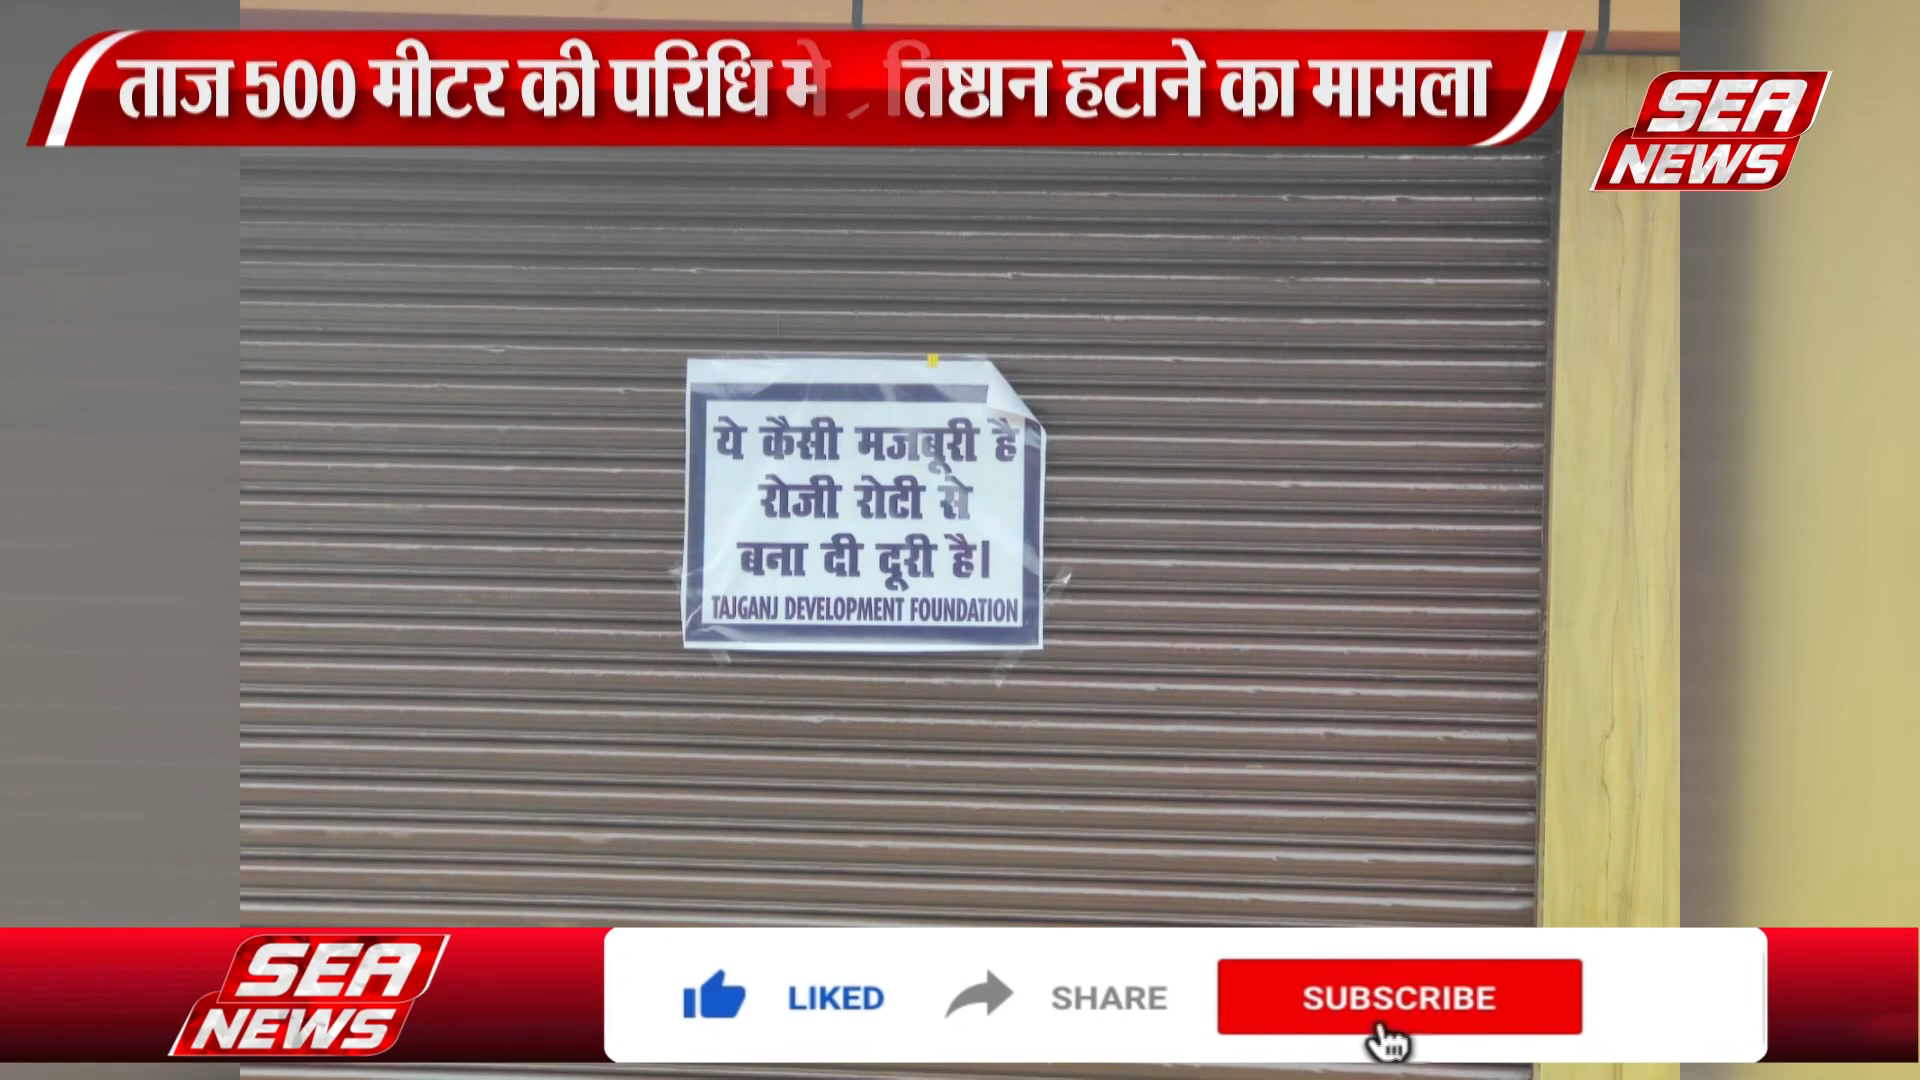 ताज 500 मीटर की परिधि हटाने का मामला
SEA
NEWS
ये कैसी मजबूरी है
रोजी रोटी से
बना दी दूरी है।
TAJGANJ DEVELOPMENT FOUNDATION
SEA
NEWS
LIKED SHARE SUBSCRIBE